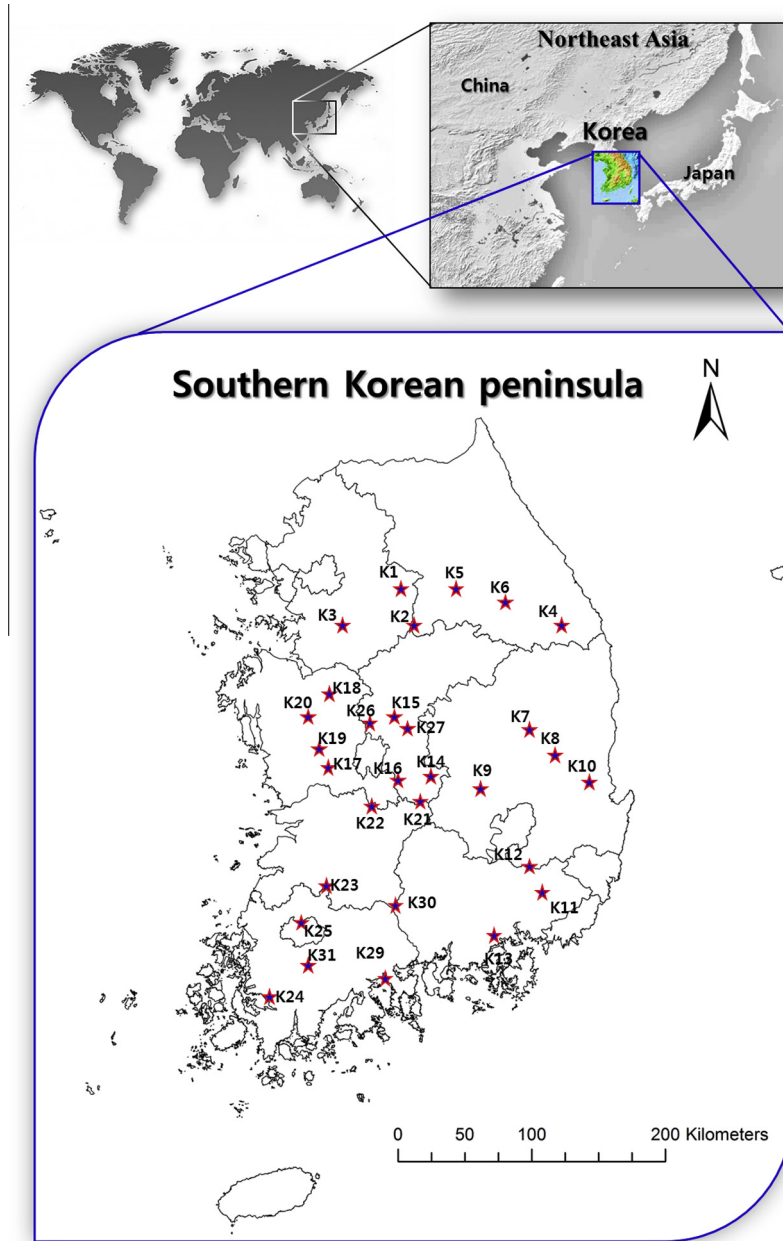 Northeast Asia
China
Korea
Japan
Southern Korean peninsula
N
K1
K5
K6
K3
K2
K4
K18
K20
K26
K15
K27
K7
K19
K8
K17
K16
K14
K9
K10
K22
K21
K12
K23
K11
K30
K25
K13
K31
K29
K24
0 50 100 200 Kilometers